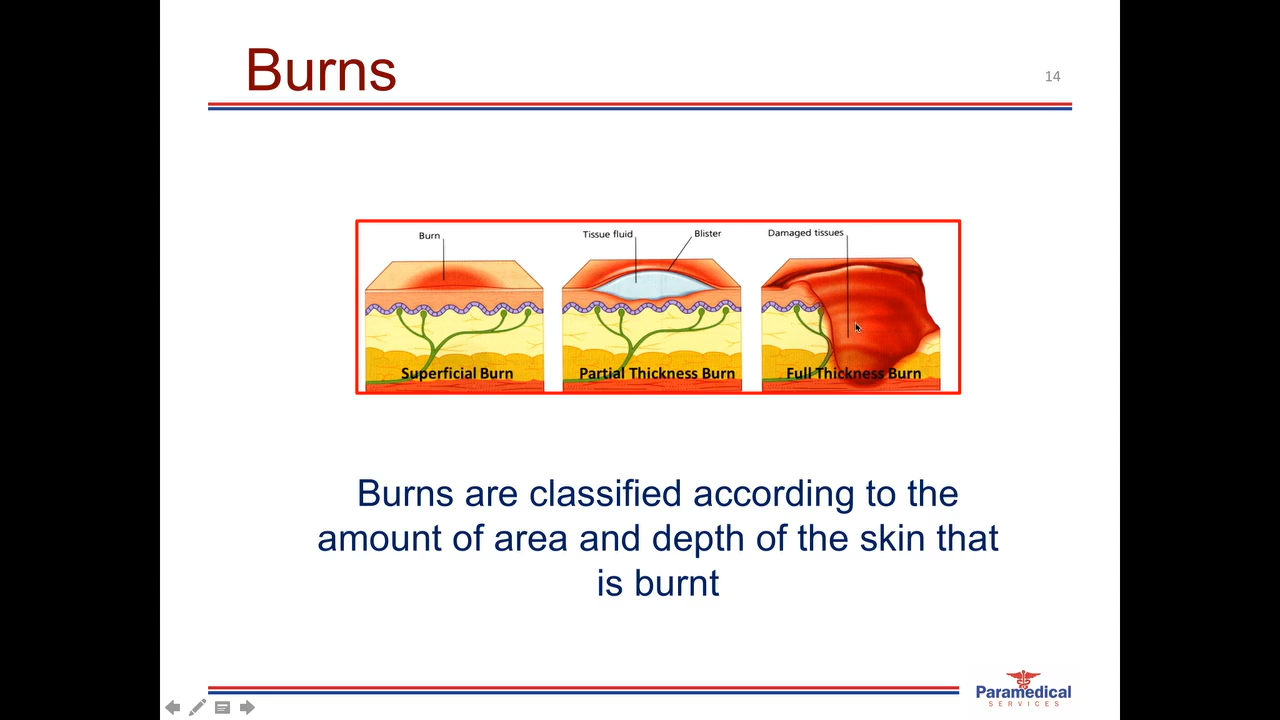 Burns
14
Burn
Tissue fluid
Blister
Damaged tissues
Superficial Burn
Partial Thickness Burn
Full Thickness Burn
Burns are classified according to the
amount of area and depth of the skin that
is burnt
Paramedical
SERVICES